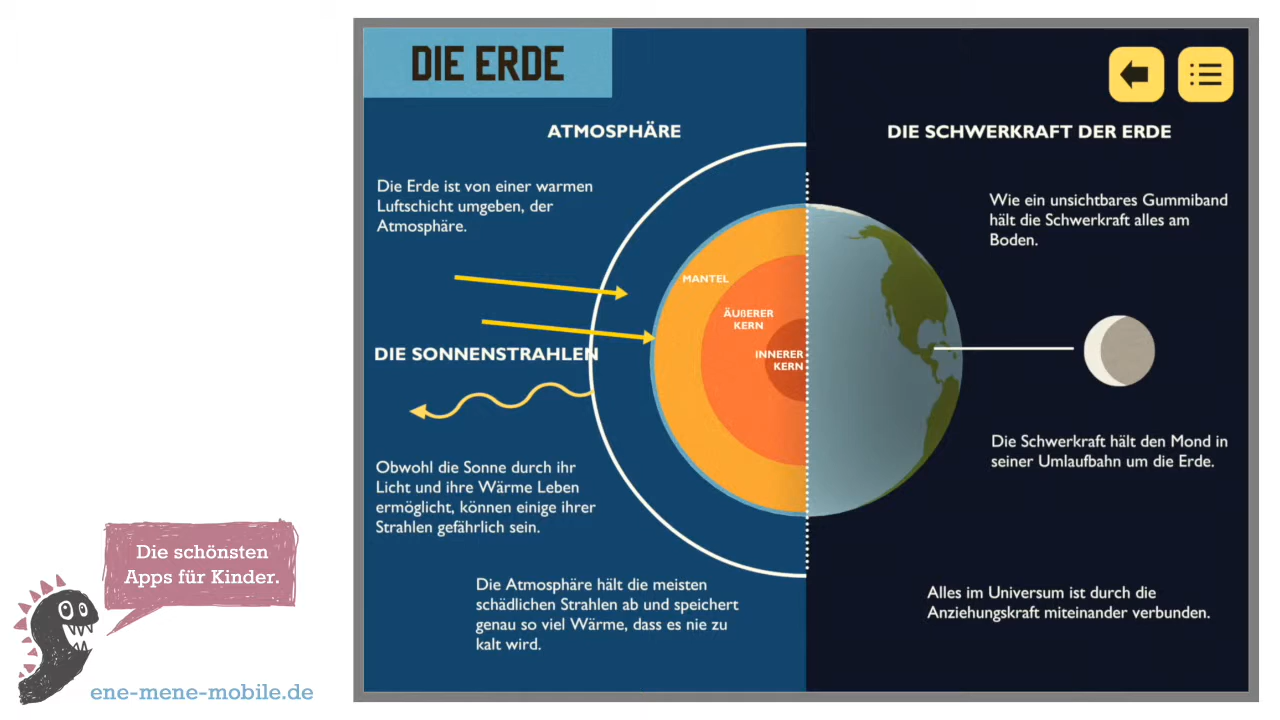 DIE ERDE
ATMOSPHÄRE
Die Erde ist von einer warmen
Luftschicht umgeben, der
Atmosphäre.
MANTEL
ÄUßERER
KERN
INNERER
KERN
DIE SONNENSTRAHLEN
Obwohl die Sonne durch ihr
Licht und ihre Wärme Leben
ermöglicht, können einige ihrer
Strahlen gefährlich sein.
Die Atmosphäre hält die meisten
schädlichen Strahlen ab und speichert
genau so viel Wärme, dass es nie zu
kalt wird.
DIE SCHWERKRAFT DER ERDE
Wie ein unsichtbares Gummiband
hält die Schwerkraft alles am
Boden.
Die Schwerkraft hält den Mond in
seiner Umlaufbahn um die Erde.
Alles im Universum ist durch die
Anziehungskraft miteinander verbunden.
Die schönsten
Apps für Kinder.
ene-mene-mobile.de